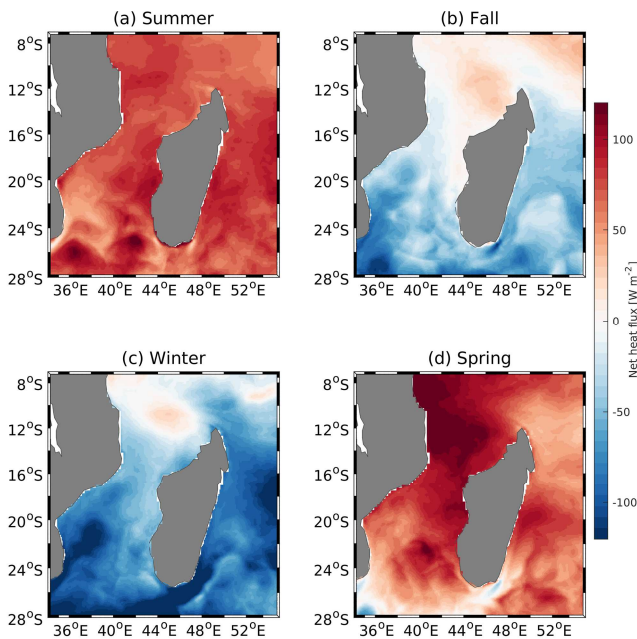 (a) Summer
8°S
12°S
16°S
20°S
24°S
28°S
36°E 40°E 44°E 48°E 52°E
(b) Fall
8°S
12°S
16°S
20°S
24°S
28°S
36°E 40°E 44°E 48°E 52°E
(c) Winter
8°S
12°S
16°S
20°S
24°S
28°S
36°E 40°E 44°E 48°E 52°E
(d) Spring
8°S
12°S
16°S
20°S
24°S
28°S
36°E 40°E 44°E 48°E 52°E
100
50
0
-50
-100
Net heat flux [W m⁻²]